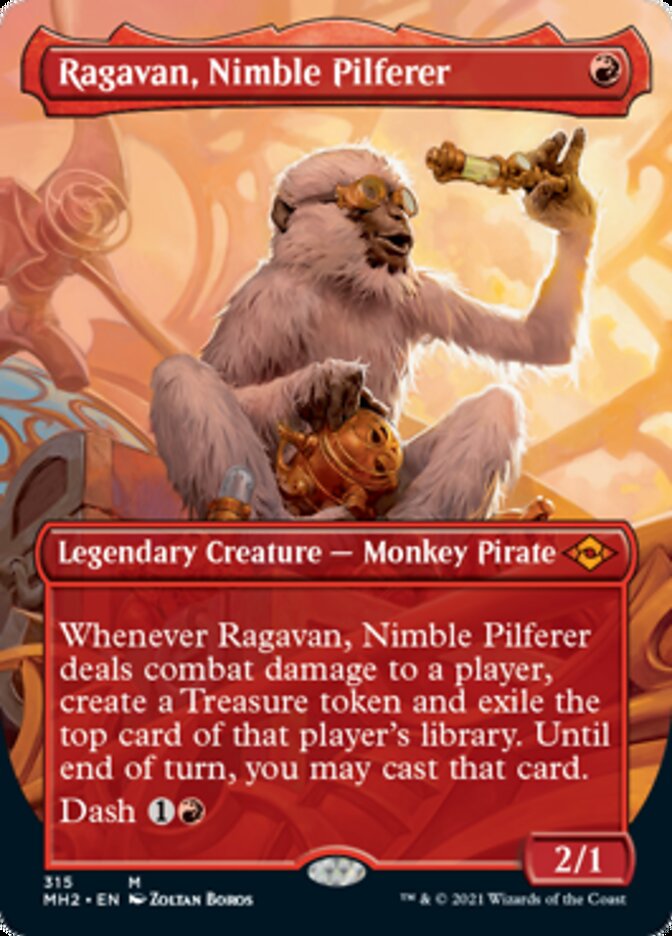 Ragavan, Nimble Pilferer
Legendary Creature — Monkey Pirate
Whenever Ragavan, Nimble Pilferer
deals combat damage to a player,
create a Treasure token and exile the
top card of that player's library. Until
end of turn, you may cast that card.
Dash 1
2/1
315 M
MH2 • EN Zoltan Boros
™ & © 2021 Wizards of the Coast